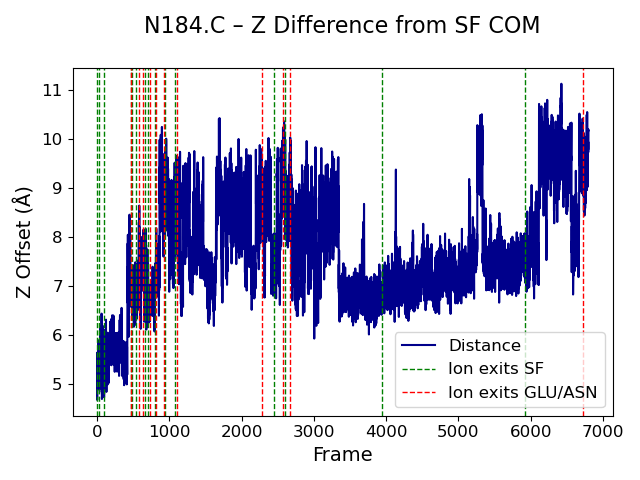 N184.C – Z Difference from SF COM
11
10
9
8
7
6
5
Z Offset (Å)
Distance
Ion exits SF
Ion exits GLU/ASN
0 1000 2000 3000 4000 5000 6000 7000
Frame